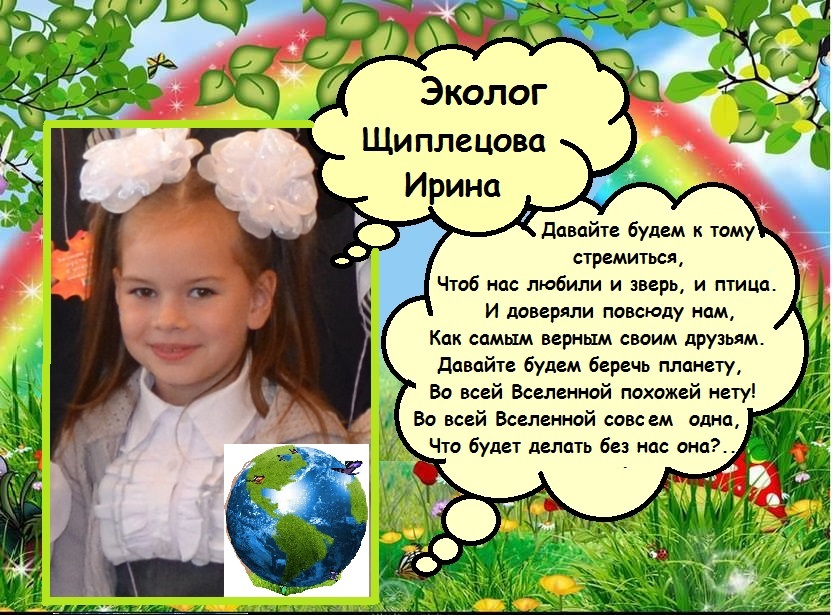 Эколог
Щиплецова
Ирина
Давайте будем к тому
стремиться,
Чтоб нас любили и зверь, и птица.
И доверяли повсюду нам,
Как самым верным своим друзьям.
Давайте будем беречь планету,
Во всей Вселенной похожей нету!
Во всей Вселенной совсем одна,
Что будет делать без нас она?..